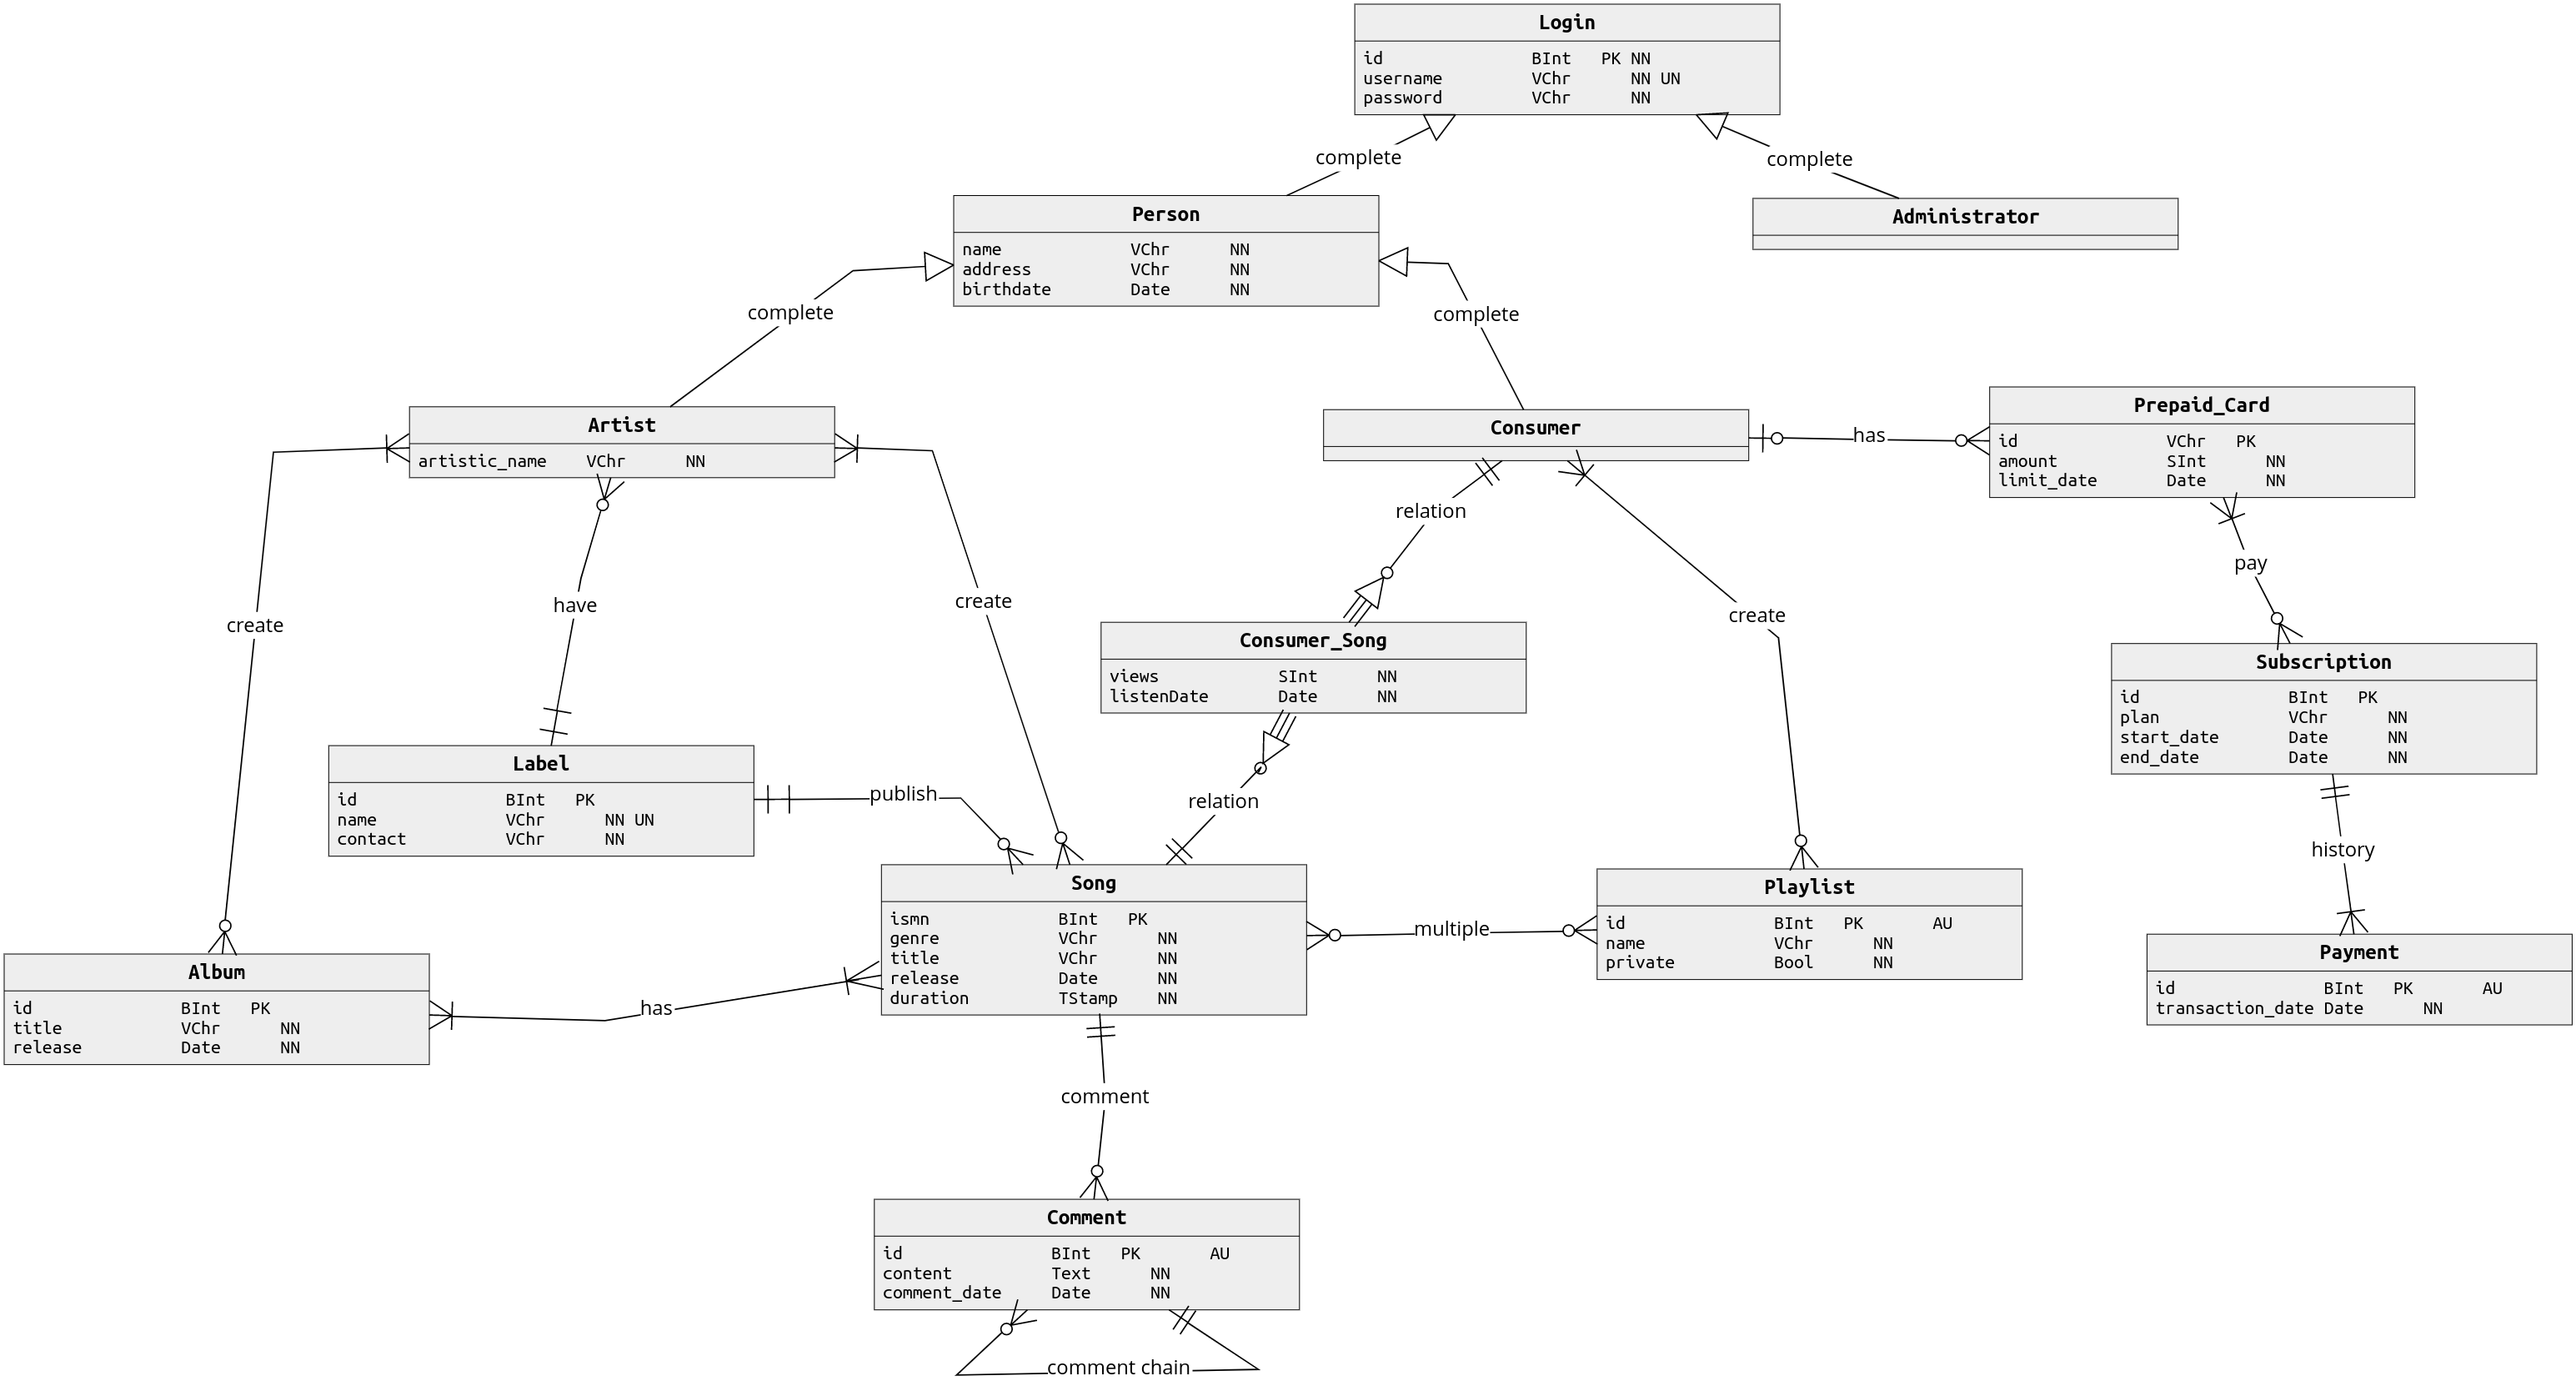 Login
id BInt PK NN
username VChr NN UN
password VChr NN
complete
complete
Person
name VChr NN
address VChr NN
birthdate Date NN
Administrator
complete
complete
Artist
artistic_name VChr NN
Consumer
has
Prepaid_Card
id VChr PK
amount SInt NN
limit_date Date NN
relation
pay
create
have
create
create
Consumer_Song
views SInt NN
listenDate Date NN
Subscription
id BInt PK
plan VChr NN
start_date Date NN
end_date Date NN
Label
id BInt PK
name VChr NN UN
contact VChr NN
publish
relation
history
Song
ismn BInt PK
genre VChr NN
title VChr NN
release Date NN
duration TStamp NN
multiple
Playlist
id BInt PK AU
name VChr NN
private Bool NN
Payment
id BInt PK AU
transaction_date Date NN
Album
id BInt PK
title VChr NN
release Date NN
has
comment
Comment
id BInt PK AU
content Text NN
comment_date Date NN
comment chain